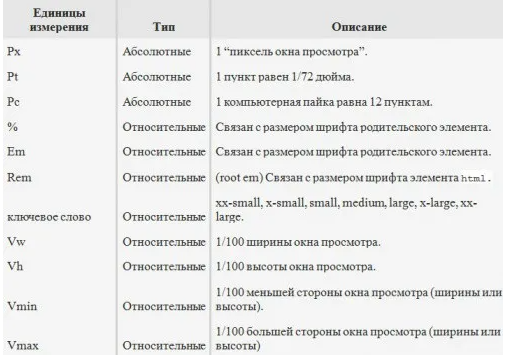 Единицы
измерения Тип Описание
Px Абсолютные 1 “пиксель окна просмотра”.
Pt Абсолютные 1 пункт равен 1/72 дюйма.
Pc Абсолютные 1 компьютерная пайка равна 12 пунктам.
% Относительные Связан с размером шрифта родительского элемента.
Em Относительные Связан с размером шрифта родительского элемента.
Rem Относительные (root em) Связан с размером шрифта элемента html.
ключевое слово Относительные xx-small, x-small, small, medium, large, x-large, xx-
large.
Vw Относительные 1/100 ширины окна просмотра.
Vh Относительные 1/100 высоты окна просмотра.
Vmin Относительные 1/100 меньшей стороны окна просмотра (ширины или
высоты).
Vmax Относительные 1/100 большей стороны окна просмотра (ширины или
высоты)